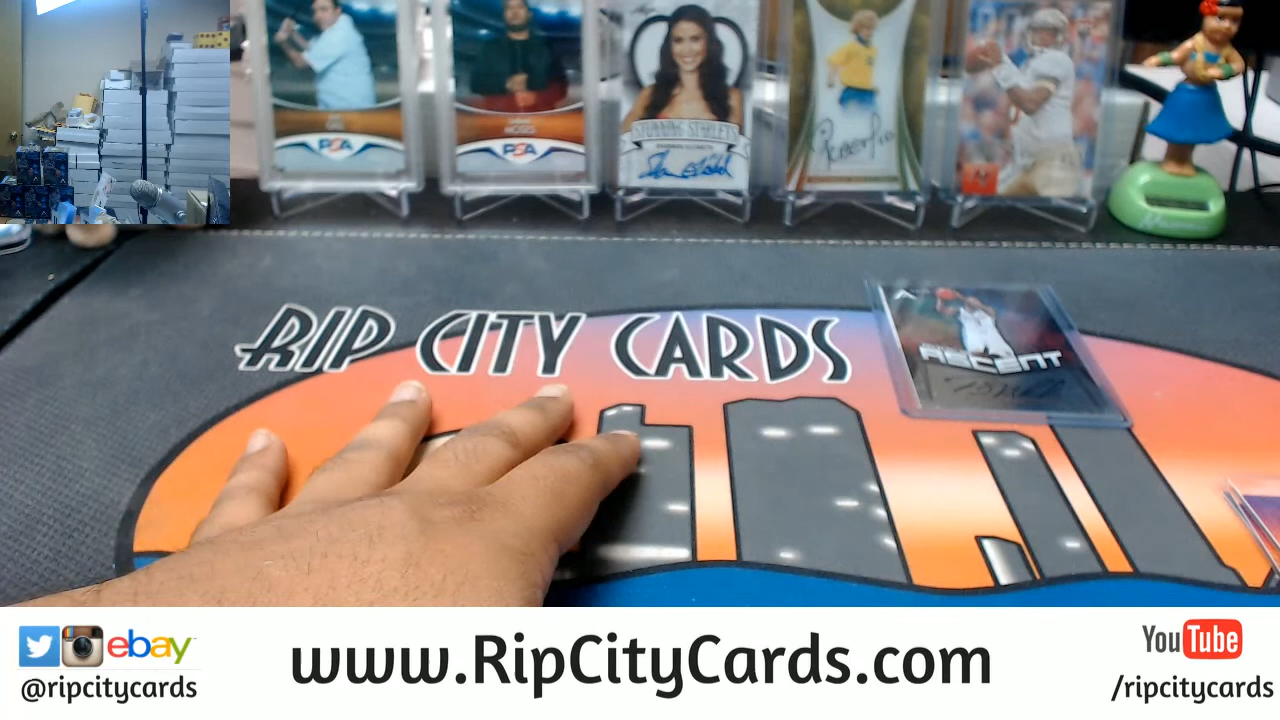 PSA
PSA
STUNNING STARLETS
RIP CITY CARDS
ASCENT
ebay
@ripcitycards
www.RipCityCards.com
YouTube
/ripcitycards